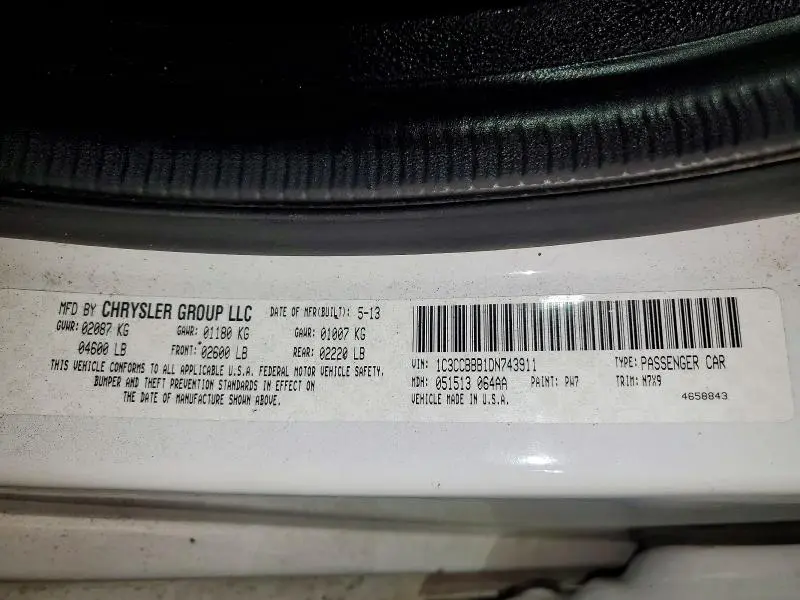 MFD BY CHRYSLER GROUP LLC DATE OF MFR(BUILT): 5-13
GVWR: 02087 KG GAWR: 01180 KG GAWR: 01007 KG
04600 LB FRONT: 02600 LB REAR: 02220 LB
THIS VEHICLE CONFORMS TO ALL APPLICABLE U.S.A. FEDERAL MOTOR VEHICLE SAFETY,
BUMPER AND THEFT PREVENTION STANDARDS IN EFFECT ON
THE DATE OF MANUFACTURE SHOWN ABOVE.
VIN: 1C3CCBBB1DN743911 TYPE: PASSENGER CAR
MDH: 051513 064AA PAINT: PW7 TRIM: N7X9
VEHICLE MADE IN U.S.A.
4658843